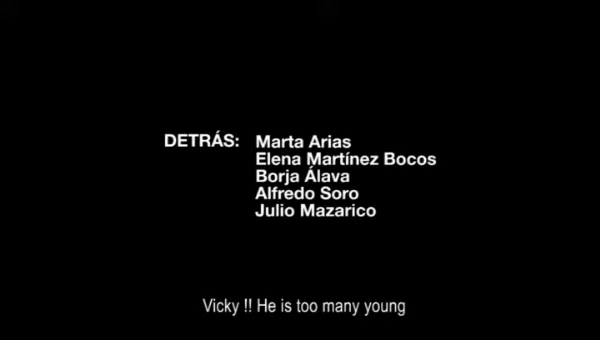 DETRÁS: Marta Arias
Elena Martínez Bocos
Borja Álava
Alfredo Soro
Julio Mazarico
Vicky !! He is too many young